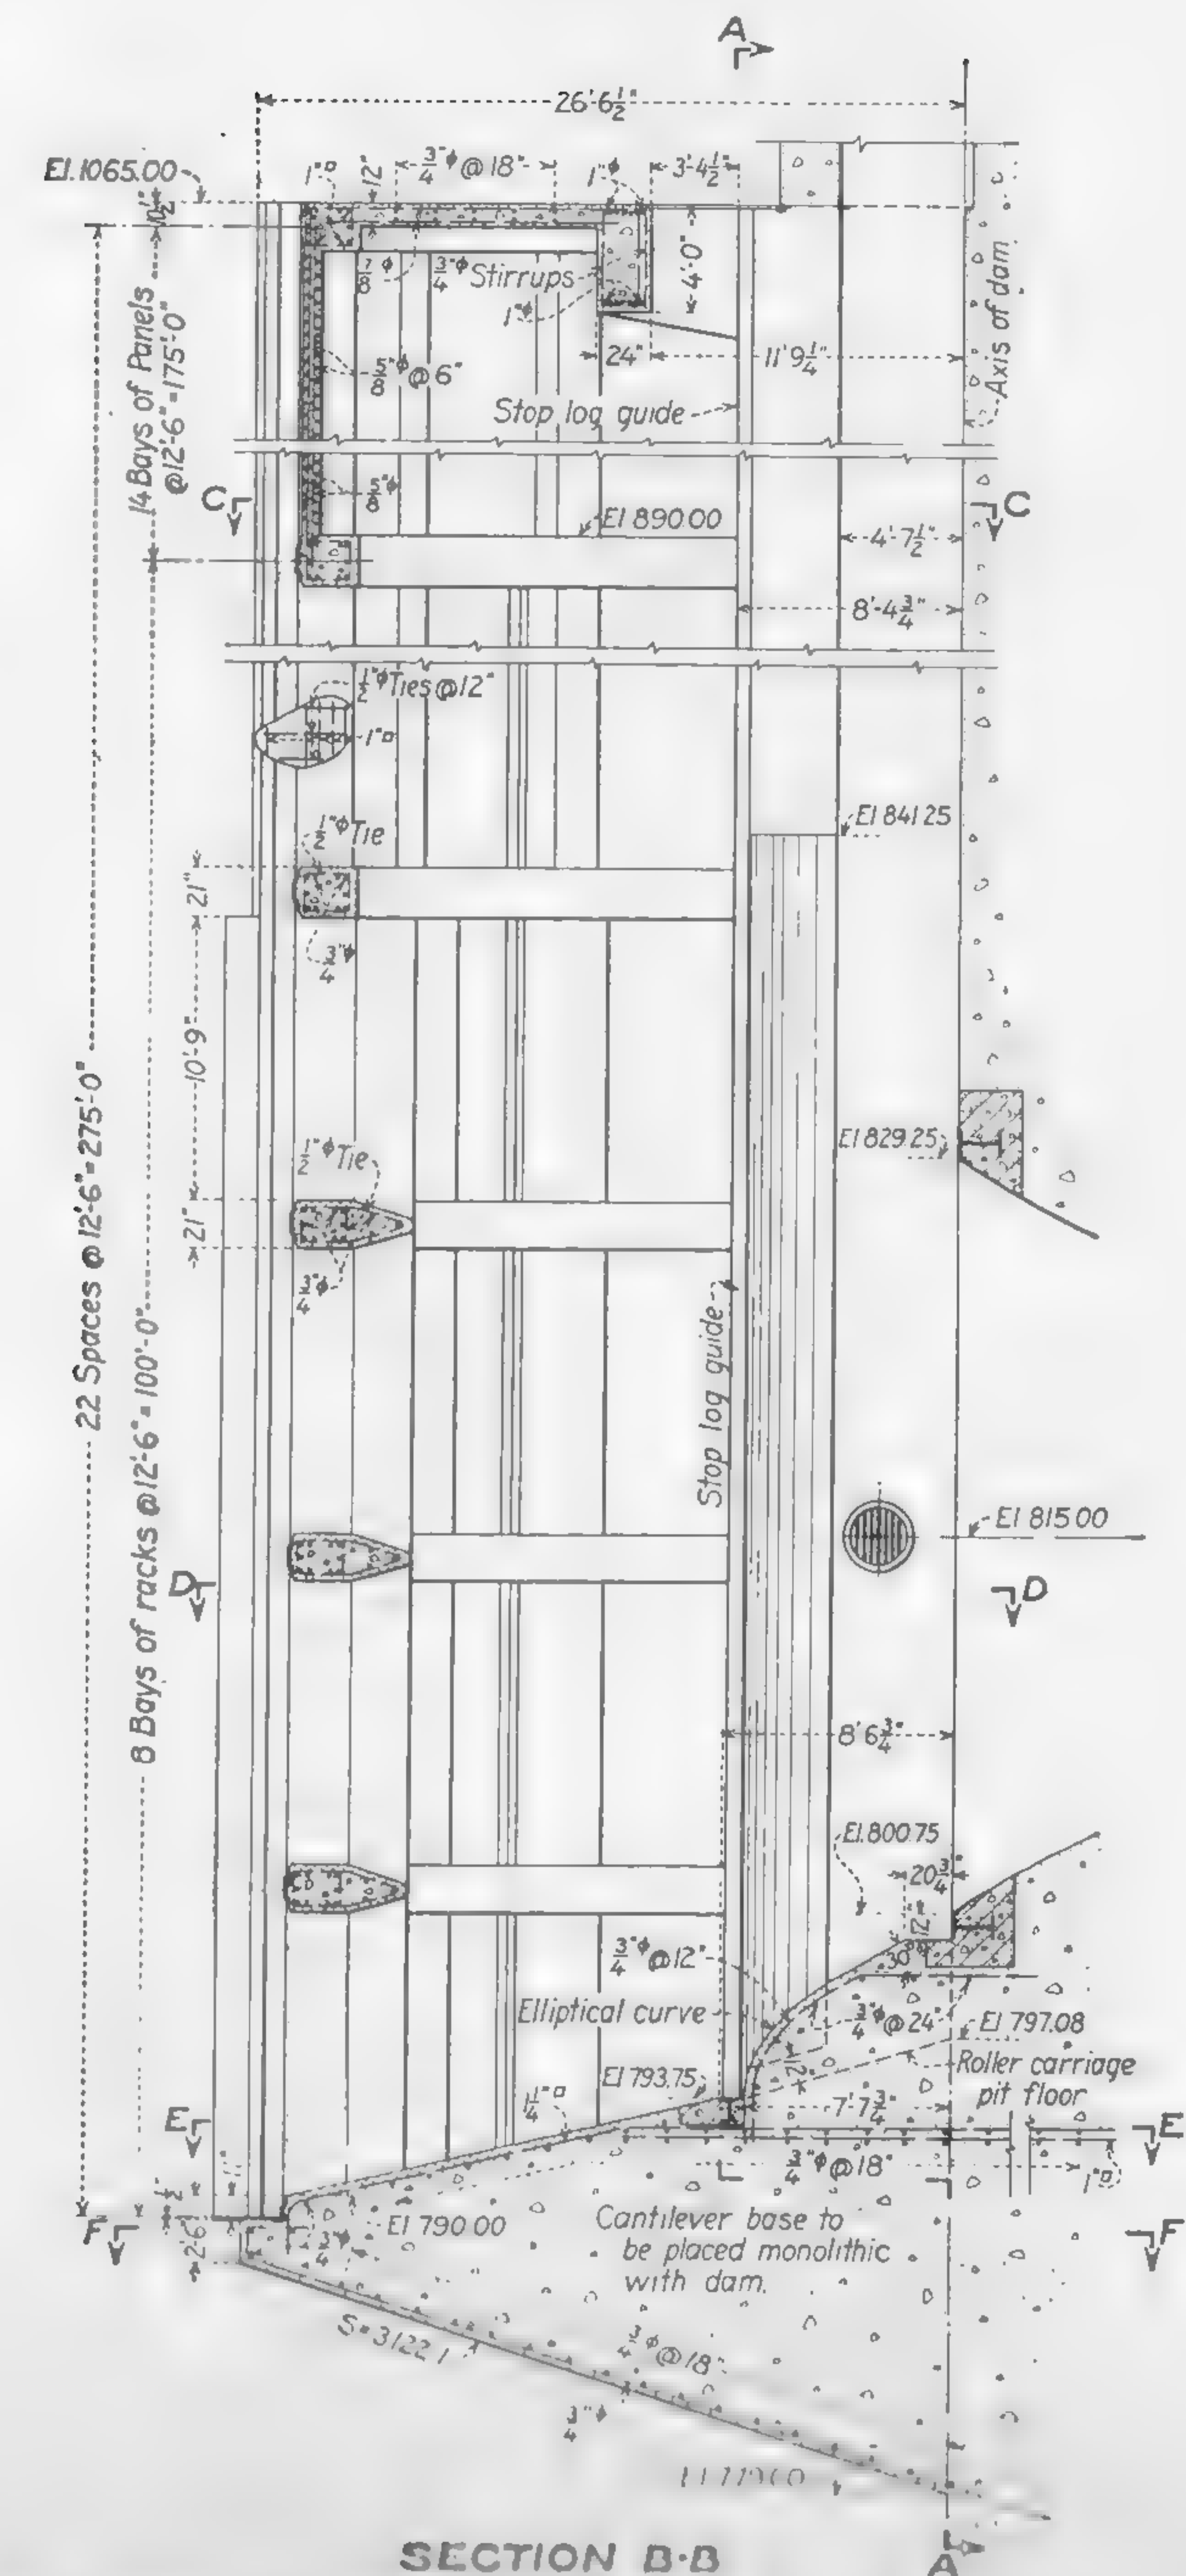 A
26'-6½"
El. 1065.00
1"□
12"
¾"ϕ @ 18"
1"ϕ
3'-4½"
10½"
⅞"ϕ
¾"ϕ Stirrups
1"ϕ
4'-0"
24"
11'9¼"
Axis of dam
⅝"ϕ @ 6"
Stop log guide
14 Bays of Panels
@12'-6"=175'-0"
C
⅝"ϕ
El 890.00
C
4'-7½"
8'-4¾"
½"ϕ Ties @ 12"
1"□
El 841.25
½"ϕ Tie
21"
¾"ϕ
10'-9"
El 829.25
½"ϕ Tie
21"
¾"ϕ
22 Spaces @ 12'-6"=275'-0"
8 Bays of racks @ 12'-6"=100'-0"
Stop log guide
El 815.00
D
D
8'6¾"
El. 800.75
20¾"
12"
30°
¾"ϕ @ 12"
Elliptical curve
¾"ϕ @ 24"
El 797.08
Roller carriage
pit floor
El 793.75
1¼"□
7'-7¾"
E
E
¾"ϕ @ 18"
1"□
F
2'-6"
¾"ϕ
El 790.00
Cantilever base to
be placed monolithic
with dam.
F
¾"ϕ @ 18"
¾"ϕ
SECTION B-B
A